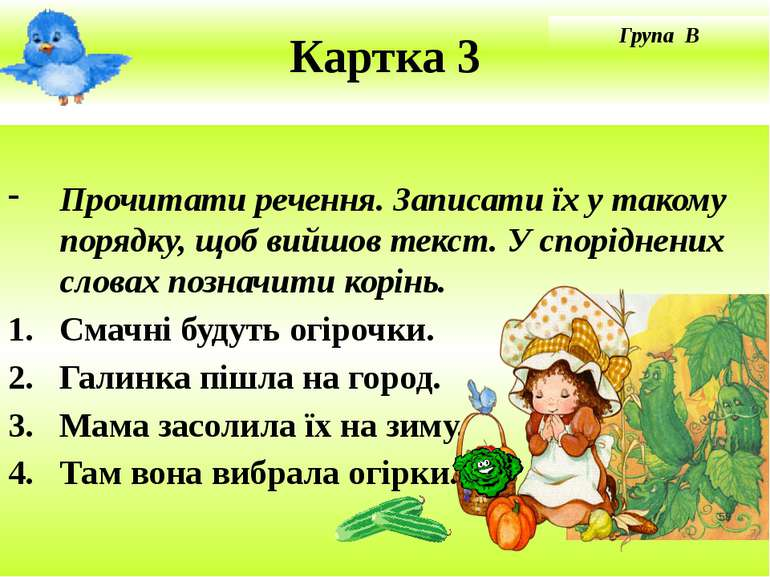 Група В
Картка 3
- Прочитати речення. Записати їх у такому
порядку, щоб вийшов текст. У споріднених
словах позначити корінь.
1. Смачні будуть огірочки.
2. Галинка пішла на город.
3. Мама засолила їх на зиму.
4. Там вона вибрала огірки.
59